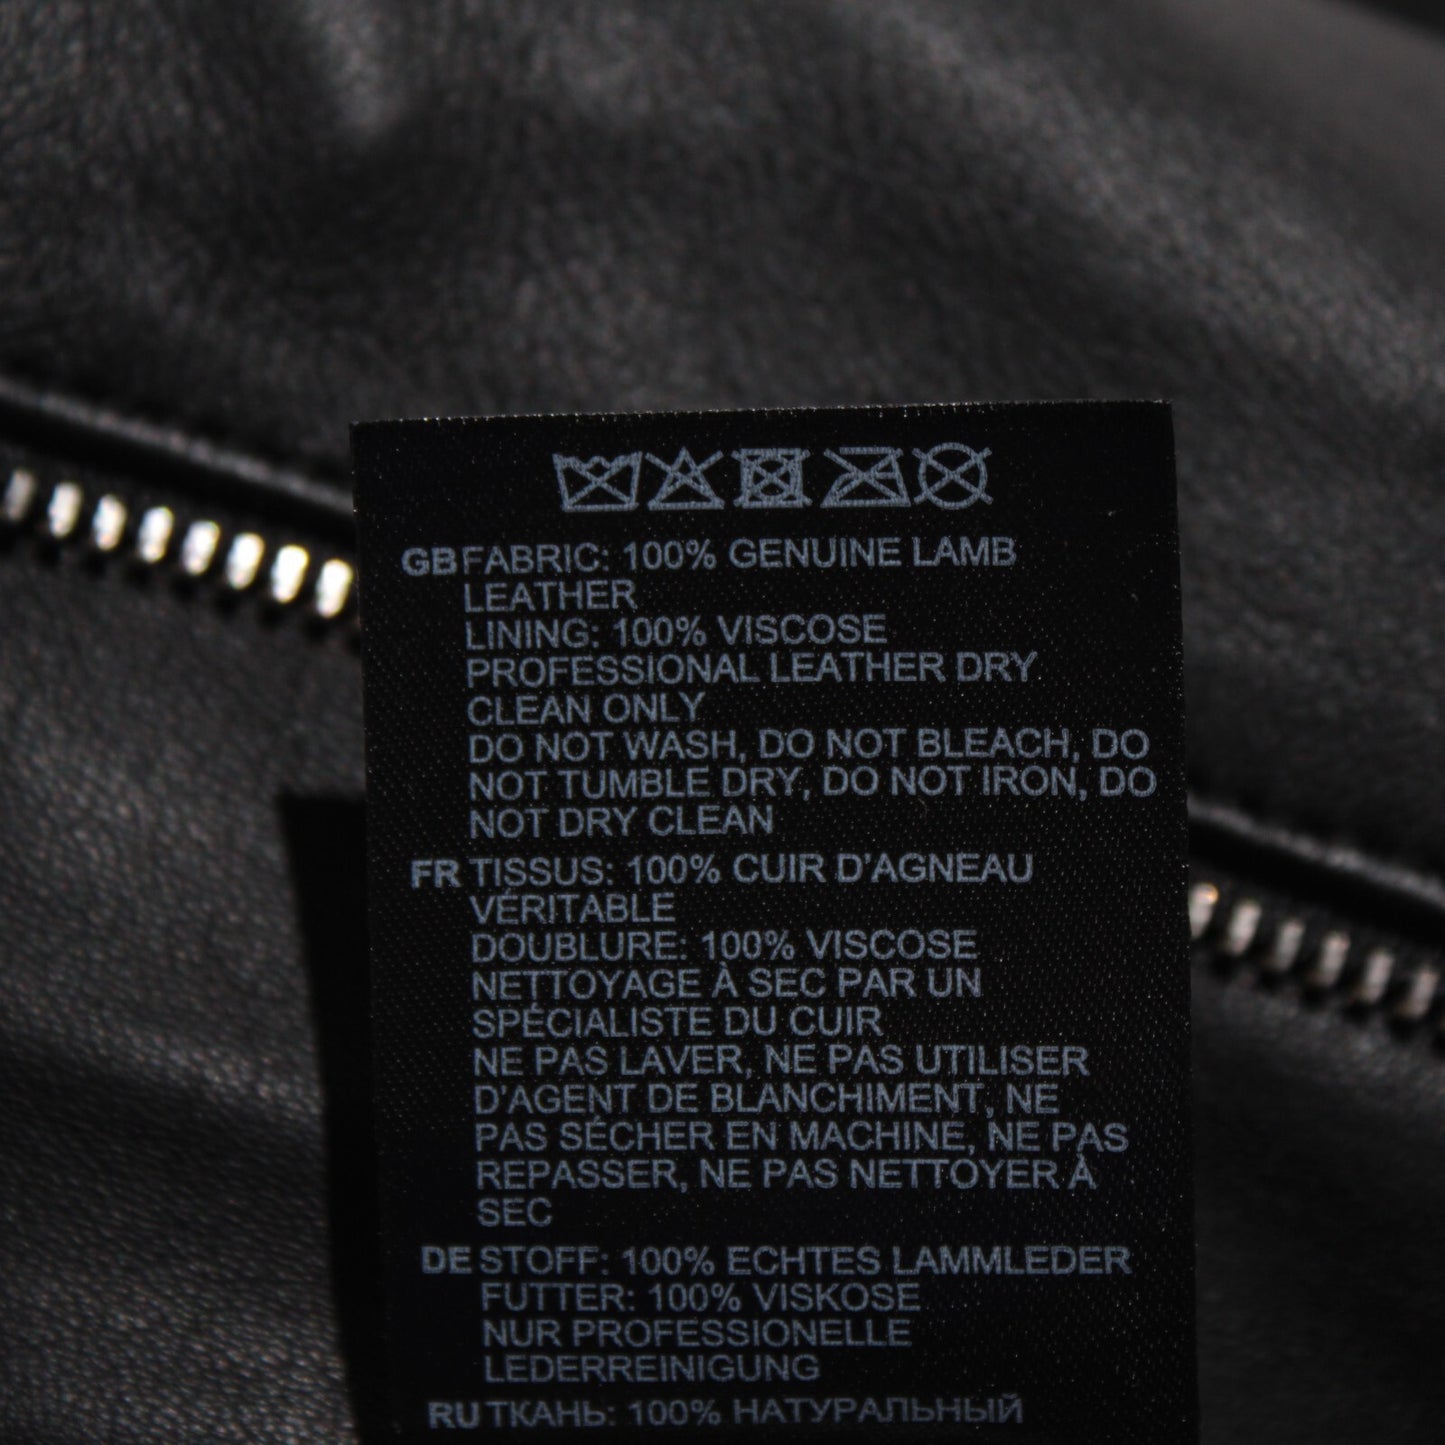 GB FABRIC: 100% GENUINE LAMB
LEATHER
LINING: 100% VISCOSE
PROFESSIONAL LEATHER DRY
CLEAN ONLY
DO NOT WASH, DO NOT BLEACH, DO
NOT TUMBLE DRY, DO NOT IRON, DO
NOT DRY CLEAN
FR TISSUS: 100% CUIR D'AGNEAU
VÉRITABLE
DOUBLURE: 100% VISCOSE
NETTOYAGE À SEC PAR UN
SPÉCIALISTE DU CUIR
NE PAS LAVER, NE PAS UTILISER
D'AGENT DE BLANCHIMENT, NE
PAS SÉCHER EN MACHINE, NE PAS
REPASSER, NE PAS NETTOYER À
SEC
DE STOFF: 100% ECHTES LAMMLEDER
FUTTER: 100% VISKOSE
NUR PROFESSIONELLE
LEDERREINIGUNG
RU ТКАНЬ: 100% НАТУРАЛЬНЫЙ